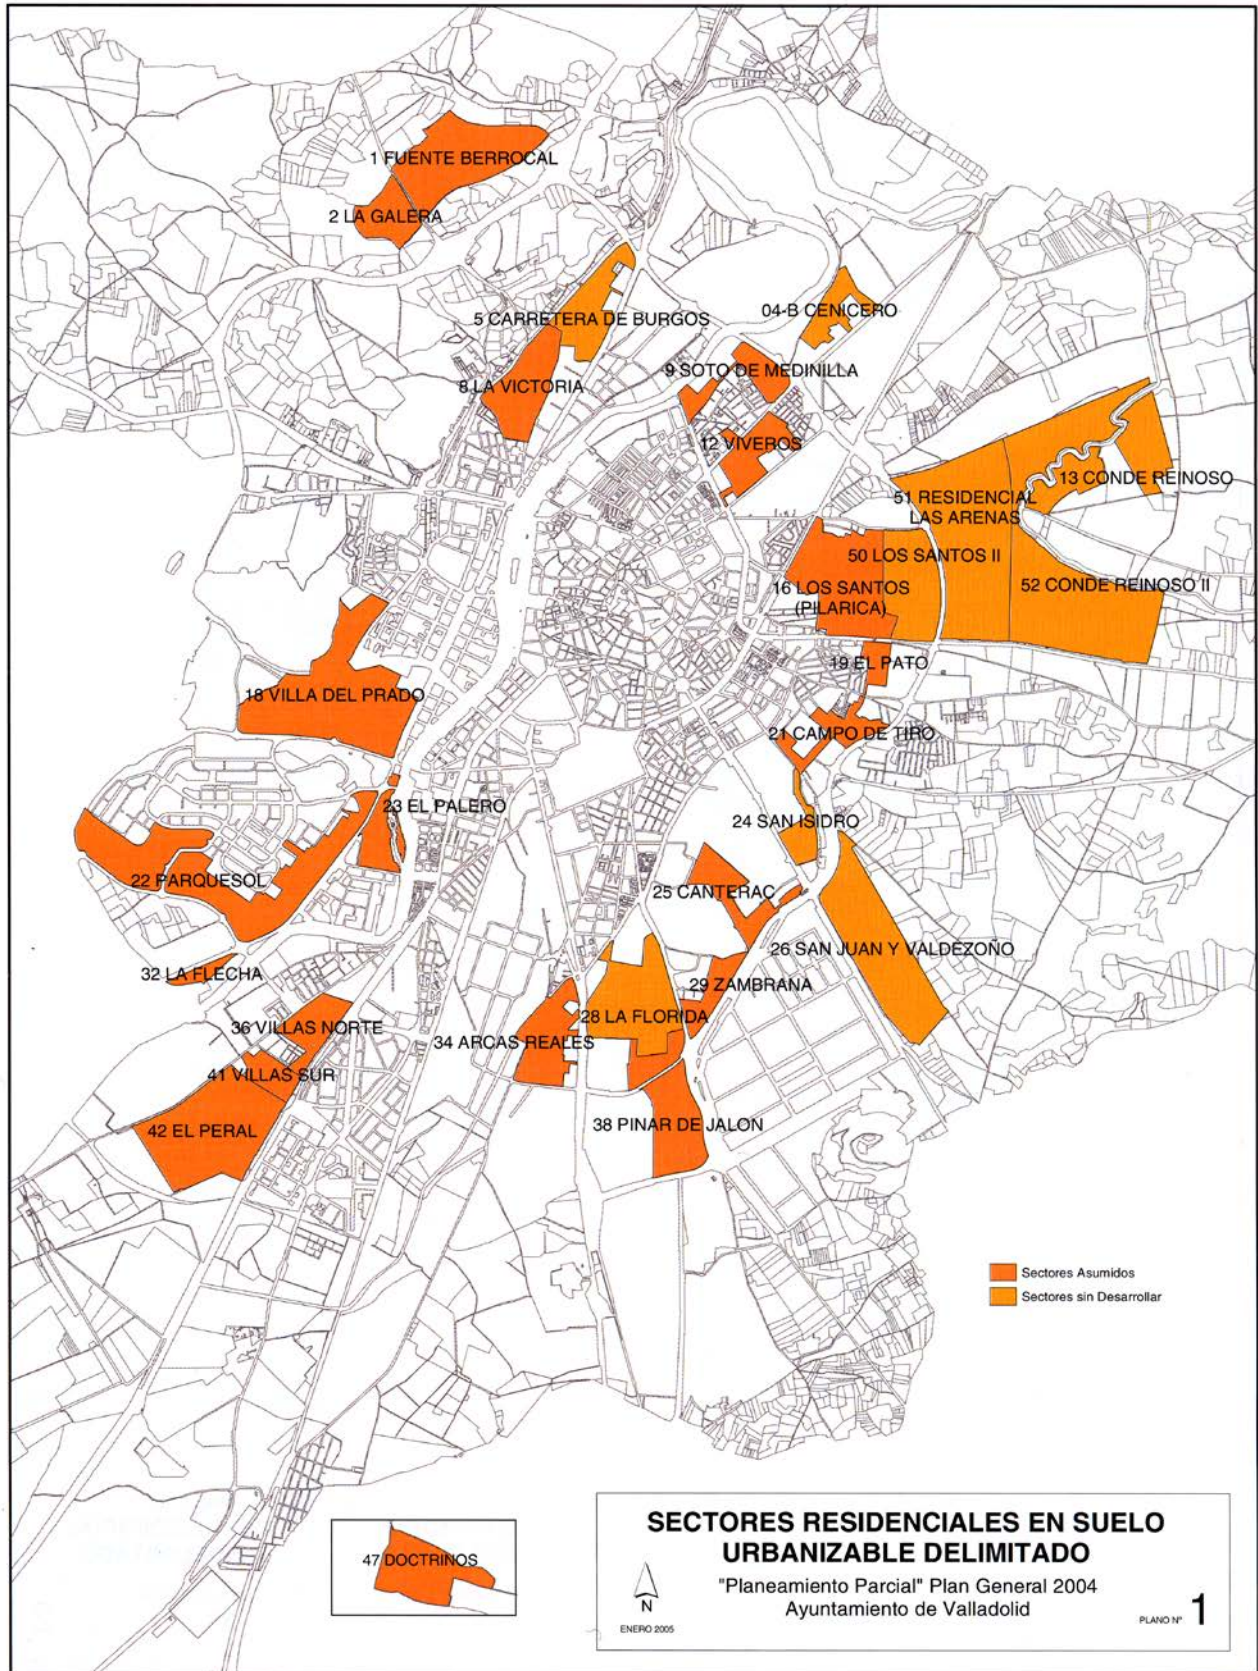 1 FUENTE BERROCAL
2 LA GALERA
5 CARRETERA DE BURGOS
04-B CENICERO
9 SOTO DE MEDINILLA
8 LA VICTORIA
12 VIVEROS
13 CONDE REINOSO
51 RESIDENCIAL
LAS ARENAS
50 LOS SANTOS II
52 CONDE REINOSO II
16 LOS SANTOS
(PILARICA)
19 EL PATO
18 VILLA DEL PRADO
21 CAMPO DE TIRO
23 EL PALERO
24 SAN ISIDRO
22 PARQUESOL
25 CANTERAC
26 SAN JUAN Y VALDEZOÑO
32 LA FLECHA
29 ZAMBRANA
28 LA FLORIDA
36 VILLAS NORTE
34 ARCAS REALES
41 VILLAS SUR
42 EL PERAL
38 PINAR DE JALON
Sectores Asumidos
Sectores sin Desarrollar
47 DOCTRINOS
SECTORES RESIDENCIALES EN SUELO
URBANIZABLE DELIMITADO
"Planeamiento Parcial" Plan General 2004
Ayuntamiento de Valladolid
N
ENERO 2005
PLANO Nº 1